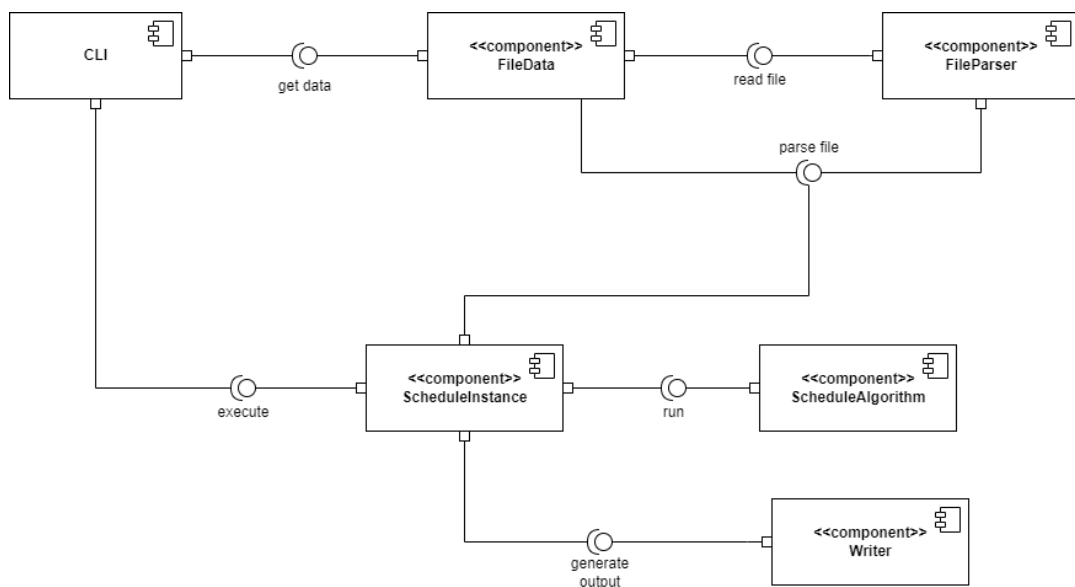 CLI
get data
<<component>>
FileData
read file
<<component>>
FileParser
parse file
execute
<<component>>
ScheduleInstance
run
<<component>>
ScheduleAlgorithm
generate
output
<<component>>
Writer